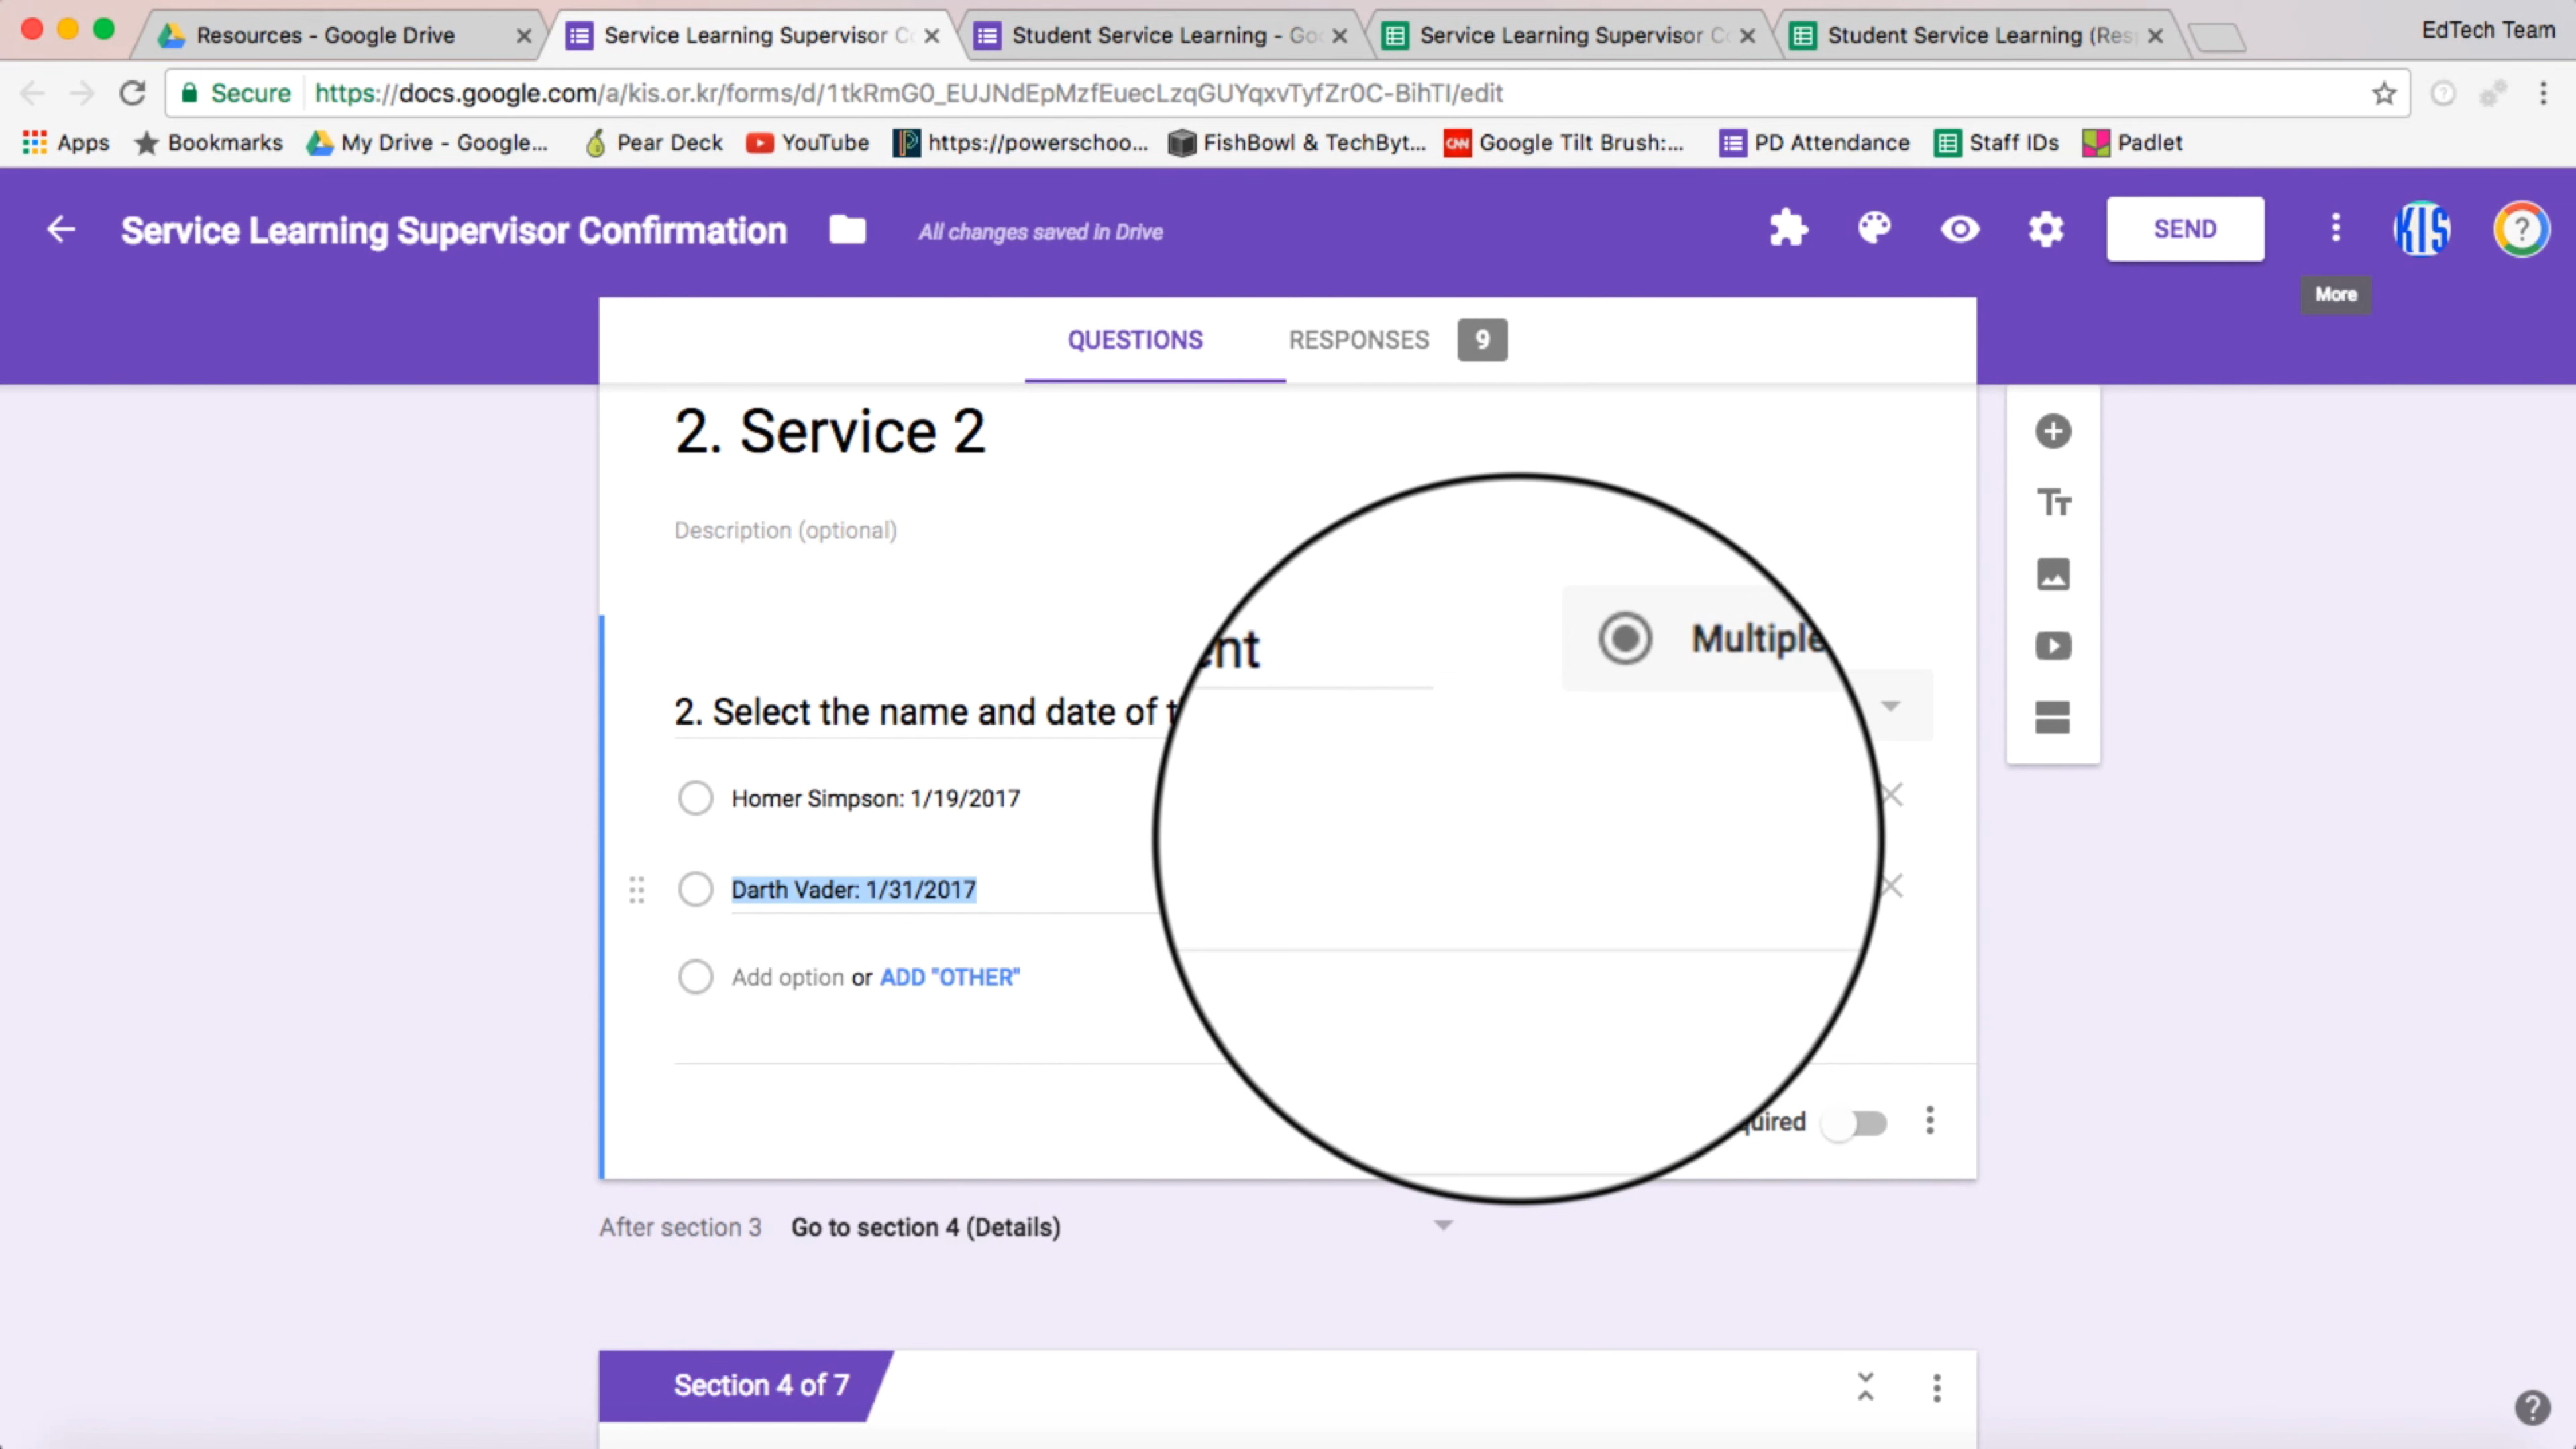 Resources - Google Drive
Service Learning Supervisor C
Student Service Learning - Go
Service Learning Supervisor C
Student Service Learning (Res
EdTech Team
Secure https://docs.google.com/a/kis.or.kr/forms/d/1tkRmG0_EUJNdEpMzfEuecLzqGUYqxvTyfZr0C-BihTI/edit
Apps
Bookmarks
My Drive - Google...
Pear Deck
YouTube
https://powerschoo...
FishBowl & TechByt...
CNN
Google Tilt Brush:...
PD Attendance
Staff IDs
Padlet
Service Learning Supervisor Confirmation
All changes saved in Drive
SEND
KIS
More
QUESTIONS
RESPONSES 9
2. Service 2
Description (optional)
ent
Multiple
2. Select the name and date of t
Homer Simpson: 1/19/2017
Darth Vader: 1/31/2017
Add option or ADD "OTHER"
quired
After section 3 Go to section 4 (Details)
Section 4 of 7